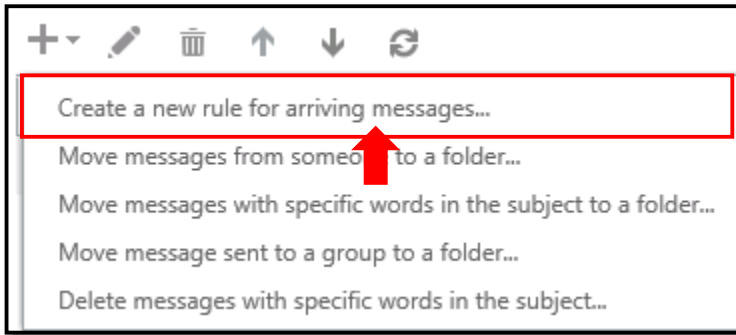 Create a new rule for arriving messages...
Move messages from someone to a folder...
Move messages with specific words in the subject to a folder...
Move message sent to a group to a folder...
Delete messages with specific words in the subject...